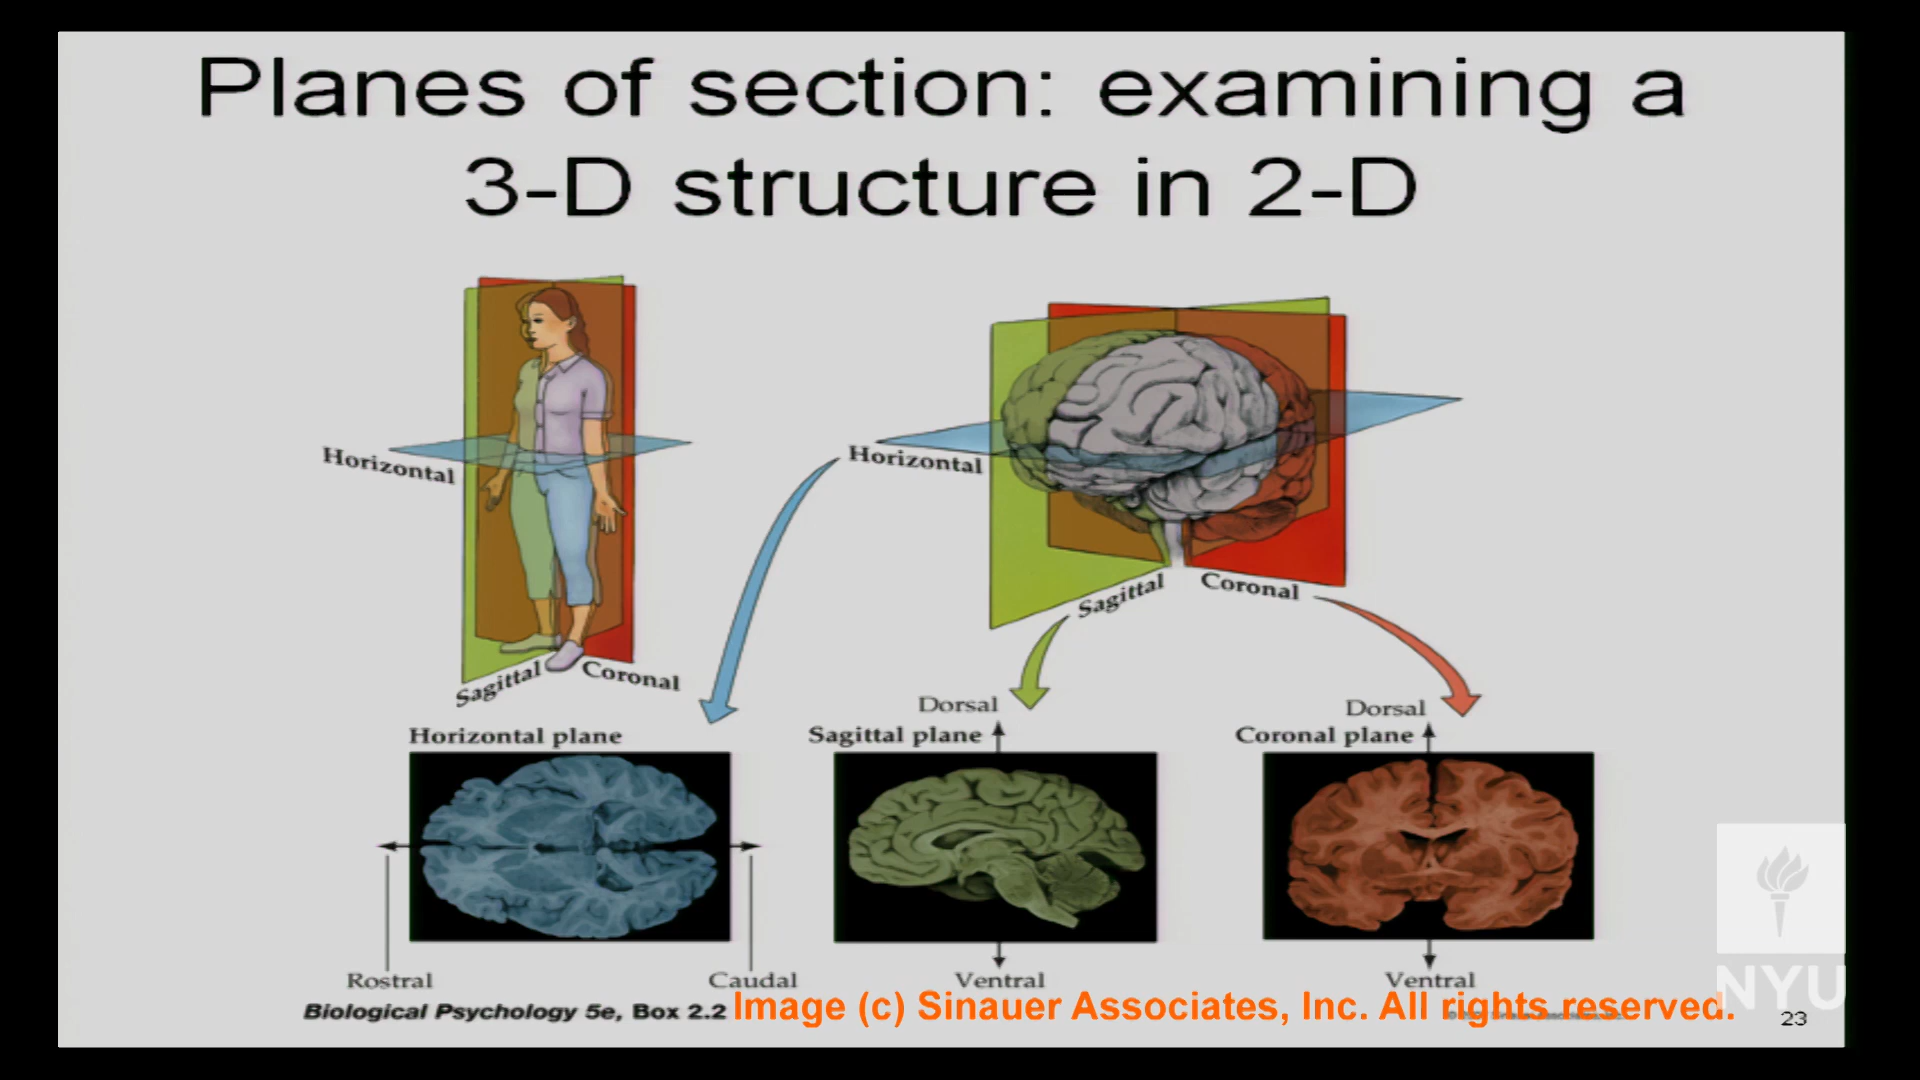 Planes of section: examining a
3-D structure in 2-D
Horizontal
Sagittal
Coronal
Horizontal
Sagittal
Coronal
Horizontal plane
Rostral
Caudal
Dorsal
Sagittal plane
Ventral
Dorsal
Coronal plane
Ventral
Biological Psychology 5e, Box 2.2
Image (c) Sinauer Associates, Inc. All rights reserved.
NYU
23